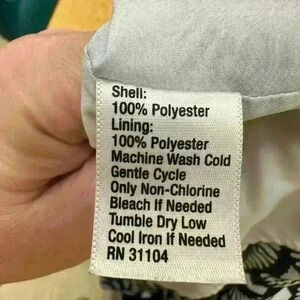 Shell:
100% Polyester
Lining:
100% Polyester
Machine Wash Cold
Gentle Cycle
Only Non-Chlorine
Bleach If Needed
Tumble Dry Low
Cool Iron If Needed
RN 31104